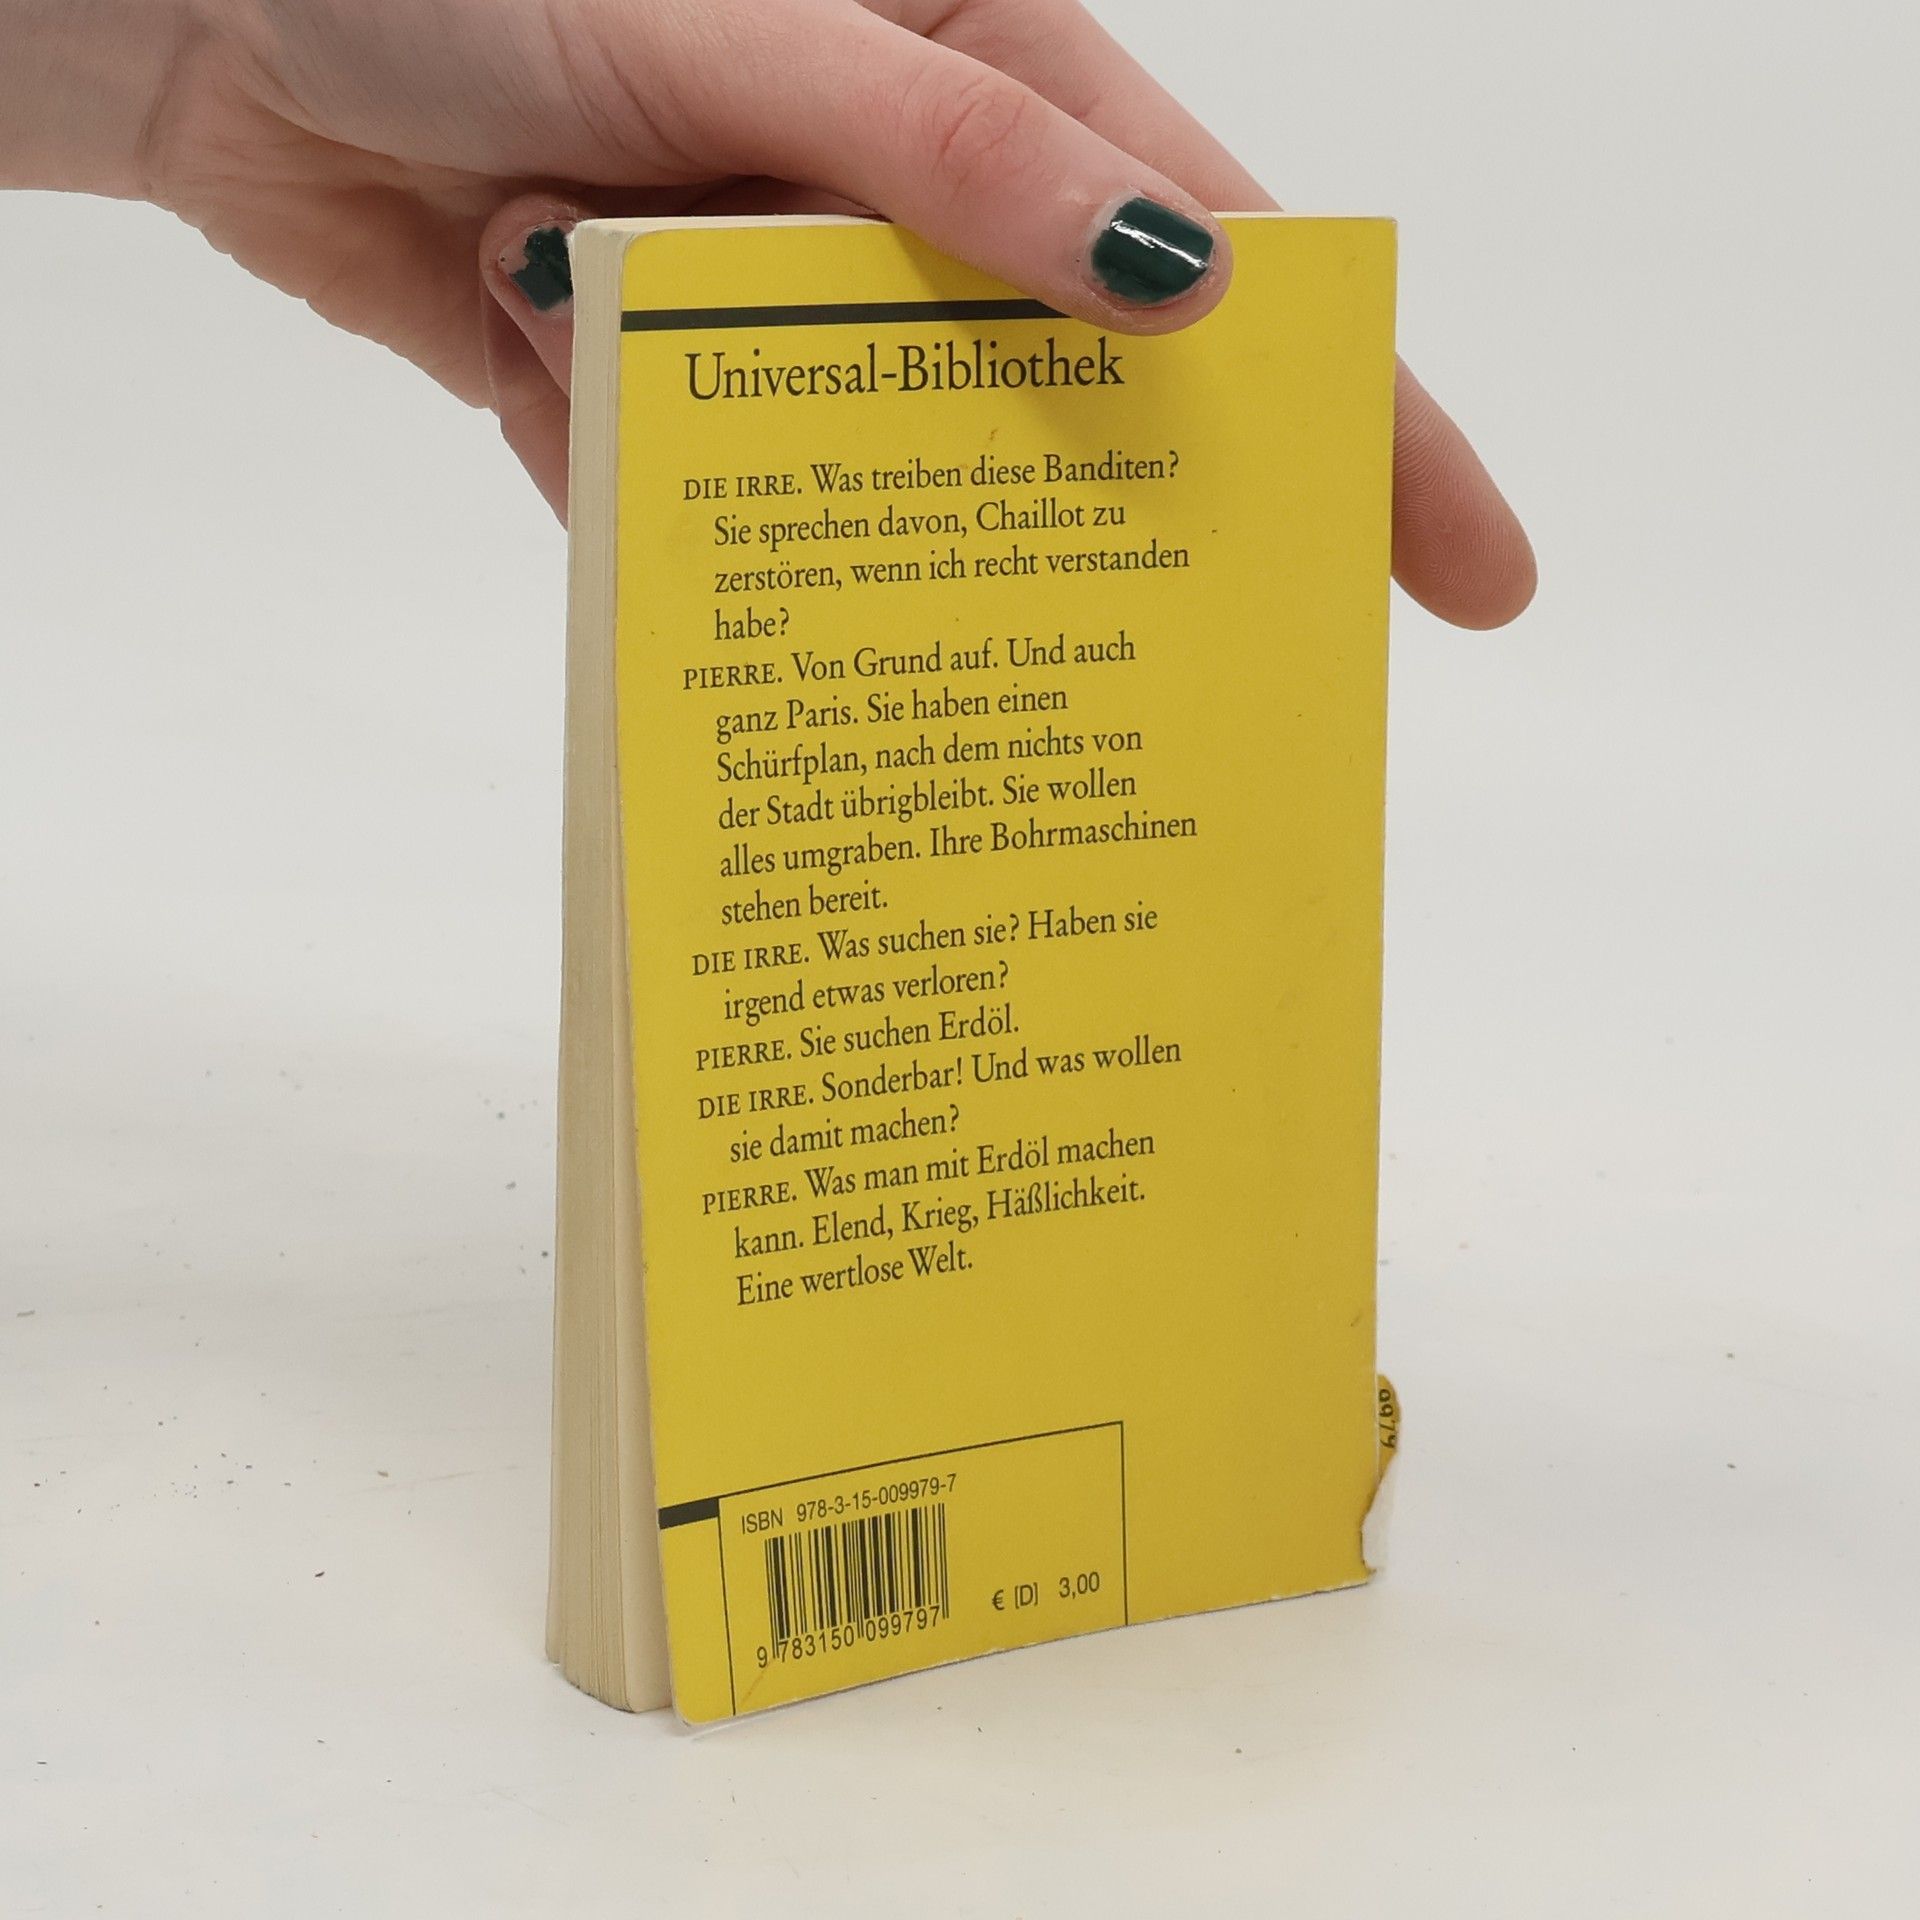 Universal-Bibliothek
DIE IRRE. Was treiben diese Banditen?
Sie sprechen davon, Chaillot zu
zerstören, wenn ich recht verstanden
habe?
PIERRE. Von Grund auf. Und auch
ganz Paris. Sie haben einen
Schürfplan, nach dem nichts von
der Stadt übrigbleibt. Sie wollen
alles umgraben. Ihre Bohrmaschinen
stehen bereit.
DIE IRRE. Was suchen sie? Haben sie
irgend etwas verloren?
PIERRE. Sie suchen Erdöl.
DIE IRRE. Sonderbar! Und was wollen
sie damit machen?
PIERRE. Was man mit Erdöl machen
kann. Elend, Krieg, Häßlichkeit.
Eine wertlose Welt.
ISBN 978-3-15-009979-7
9 783150 099797
€ [D] 3,00